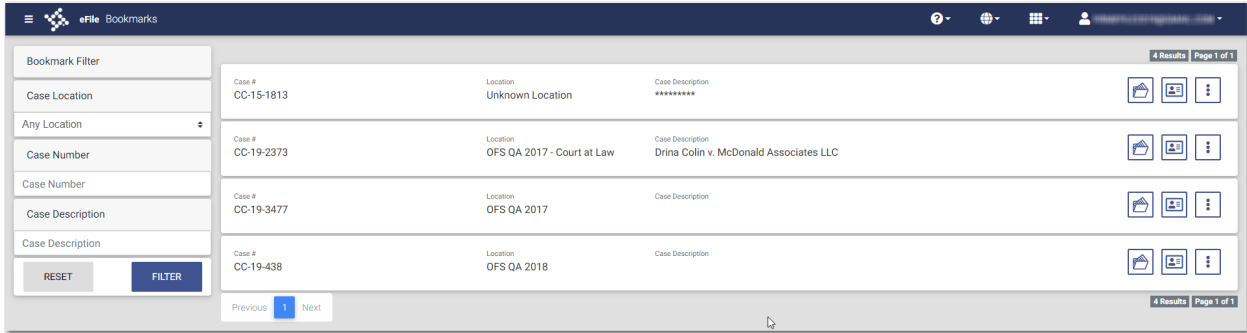 eFile Bookmarks
Bookmark Filter
Case Location
Any Location
Case Number
Case Number
Case Description
Case Description
RESET FILTER
4 Results Page 1 of 1
Case # Location Case Description
CC-15-1813 Unknown Location *********
Case # Location Case Description
CC-19-2373 OFS QA 2017 - Court at Law Drina Colin v. McDonald Associates LLC
Case # Location Case Description
CC-19-3477 OFS QA 2017
Case # Location Case Description
CC-19-438 OFS QA 2018
Previous 1 Next
4 Results Page 1 of 1